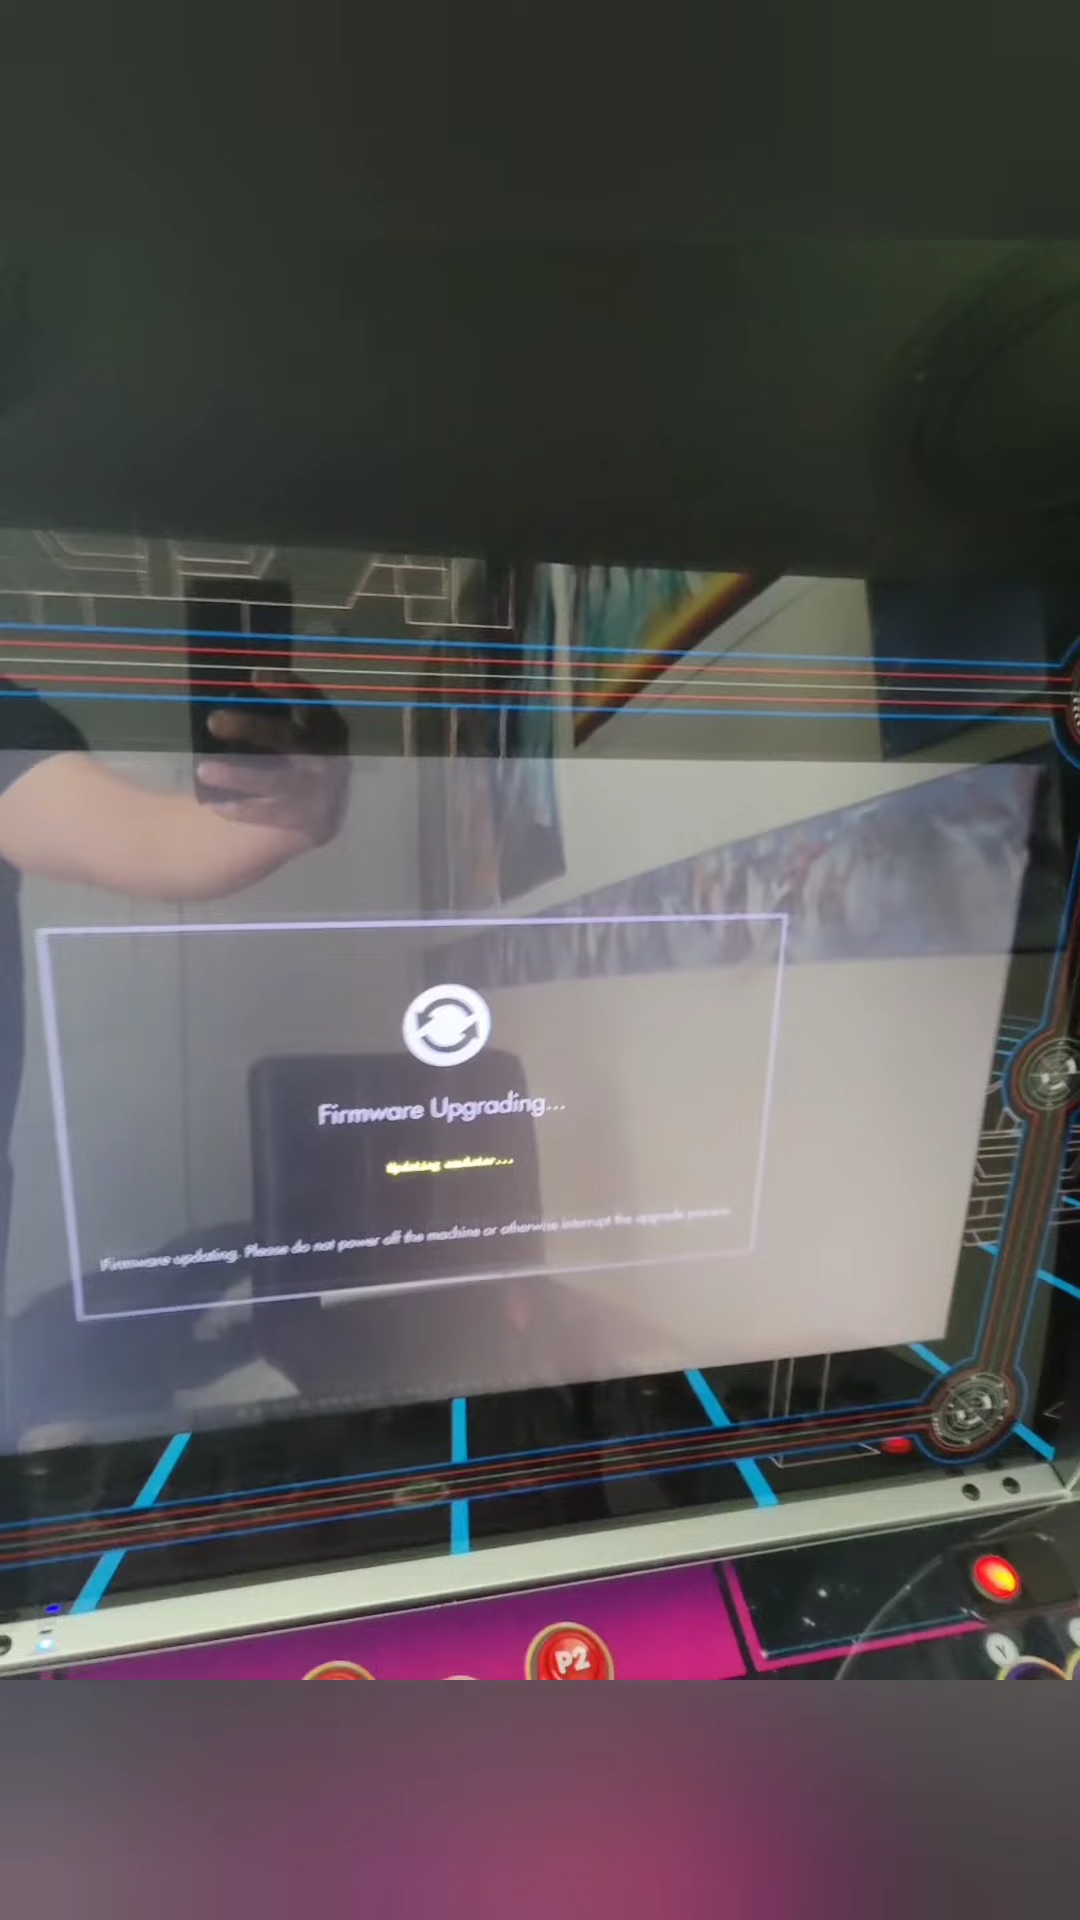 Firmware Upgrading...
Updating emulator...
Firmware updating. Please do not power off the machine or otherwise interrupt the upgrade process.
P2
Y